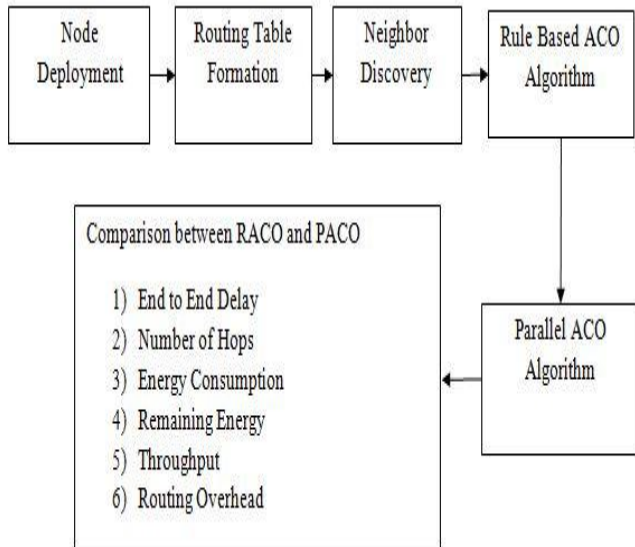 Node
Deployment
Routing Table
Formation
Neighbor
Discovery
Rule Based ACO
Algorithm
Parallel ACO
Algorithm
Comparison between RACO and PACO
1) End to End Delay
2) Number of Hops
3) Energy Consumption
4) Remaining Energy
5) Throughput
6) Routing Overhead